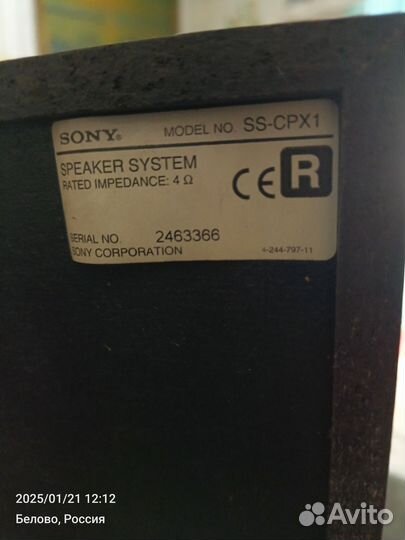 SONY® MODEL NO. SS-CPX1
SPEAKER SYSTEM
RATED IMPEDANCE: 4 Ω
CE R
SERIAL NO. 2463366
SONY CORPORATION 4-244-797-11
2025/01/21 12:12
Белово, Россия
Avito